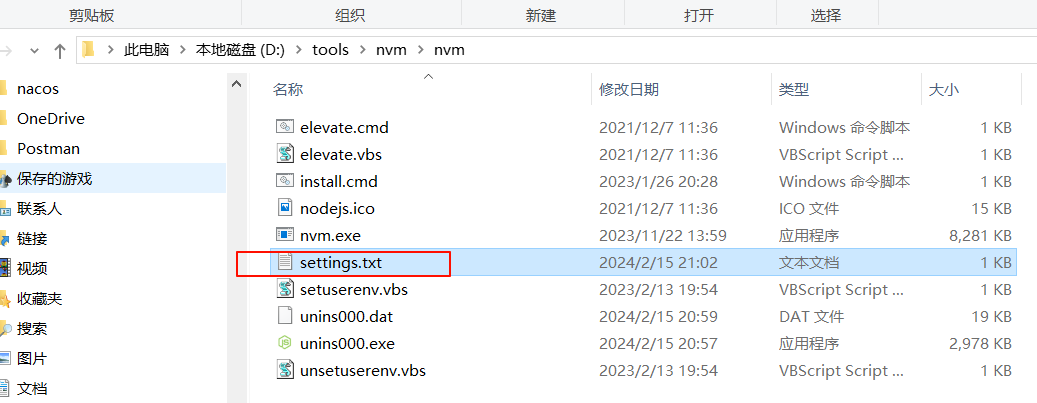 剪贴板 组织 新建 打开 选择
此电脑 > 本地磁盘 (D:) > tools > nvm > nvm
nacos
OneDrive
Postman
保存的游戏
联系人
链接
视频
收藏夹
搜索
图片
文档
名称 修改日期 类型 大小
elevate.cmd 2021/12/7 11:36 Windows 命令脚本 1 KB
elevate.vbs 2021/12/7 11:36 VBScript Script ... 1 KB
install.cmd 2023/1/26 20:28 Windows 命令脚本 1 KB
nodejs.ico 2021/12/7 11:36 ICO 文件 15 KB
nvm.exe 2023/11/22 13:59 应用程序 8,281 KB
settings.txt 2024/2/15 21:02 文本文档 1 KB
setuserenv.vbs 2023/2/13 19:54 VBScript Script ... 1 KB
unins000.dat 2024/2/15 20:59 DAT 文件 19 KB
unins000.exe 2024/2/15 20:57 应用程序 2,978 KB
unsetuserenv.vbs 2023/2/13 19:54 VBScript Script ... 1 KB